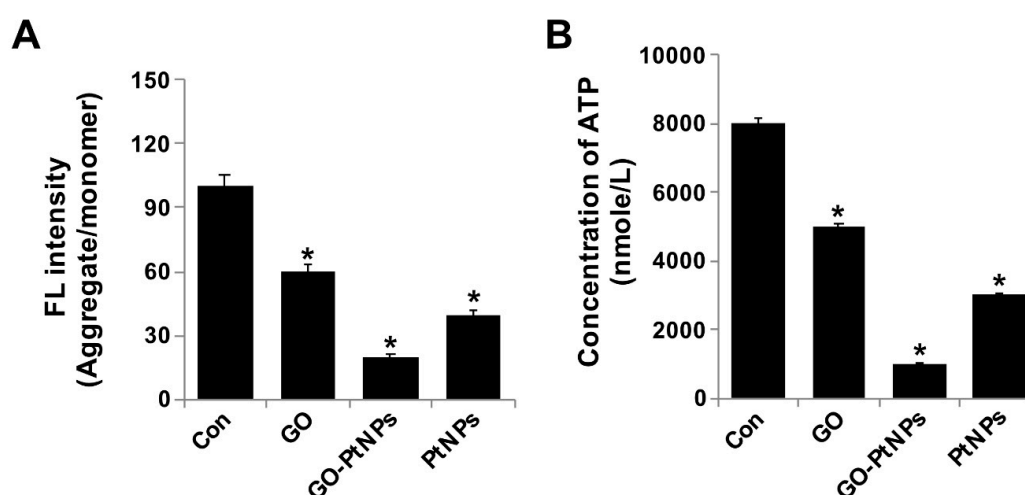 A
FL intensity
(Aggregate/monomer)
150
120
90
60
30
0
*
*
*
Con
GO
GO-PtNPs
PtNPs
B
Concentration of ATP
(nmole/L)
10000
8000
6000
4000
2000
0
*
*
*
Con
GO
GO-PtNPs
PtNPs